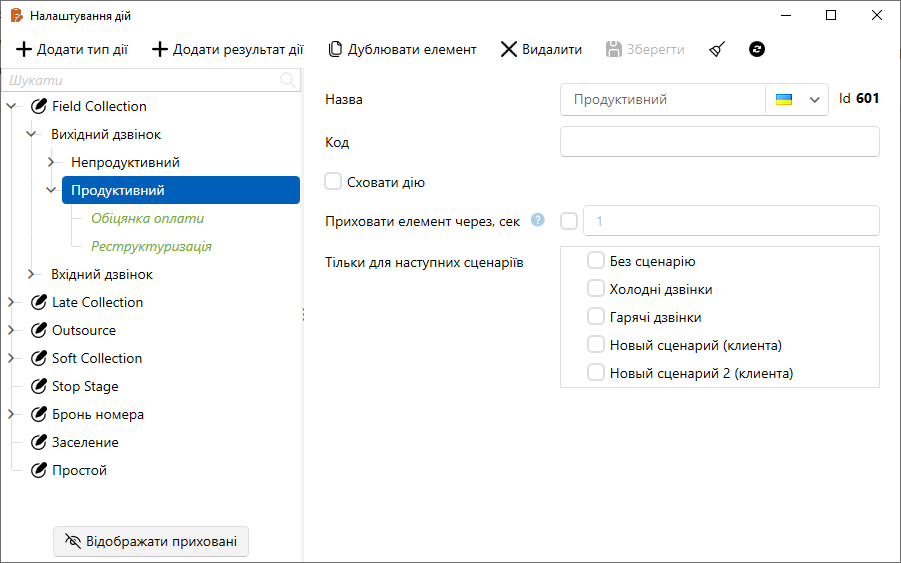 Налаштування дій
Додати тип дії Додати результат дії Дублювати елемент Видалити Зберегти
Шукати
Field Collection
Вихідний дзвінок
Непродуктивний
Продуктивний
Обіцянка оплати
Реструктуризація
Вхідний дзвінок
Late Collection
Outsource
Soft Collection
Stop Stage
Бронь номера
Заселение
Простой
Відображати приховані
Назва Продуктивний Id 601
Код
Сховати дію
Приховати елемент через, сек ? 1
Тільки для наступних сценаріїв
Без сценарію
Холодні дзвінки
Гарячі дзвінки
Новый сценарий (клиента)
Новый сценарий 2 (клиента)